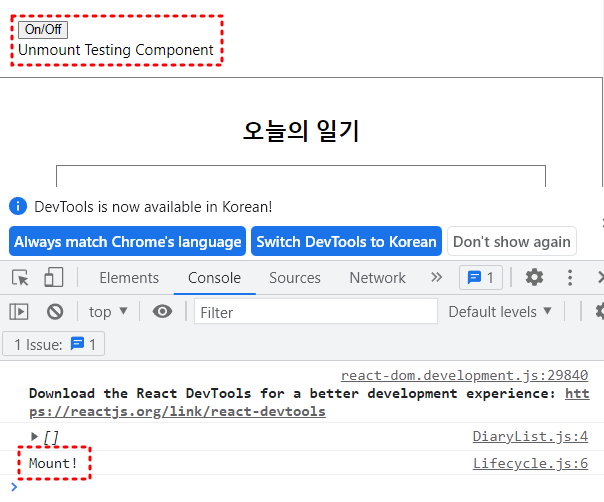 On/Off
Unmount Testing Component
오늘의 일기
DevTools is now available in Korean!
Always match Chrome's language Switch DevTools to Korean Don't show again
Elements Console Sources Network 1
top Filter Default levels
1 Issue: 1
react-dom.development.js:29840
Download the React DevTools for a better development experience: htt
ps://reactjs.org/link/react-devtools
[] DiaryList.js:4
Mount! Lifecycle.js:6